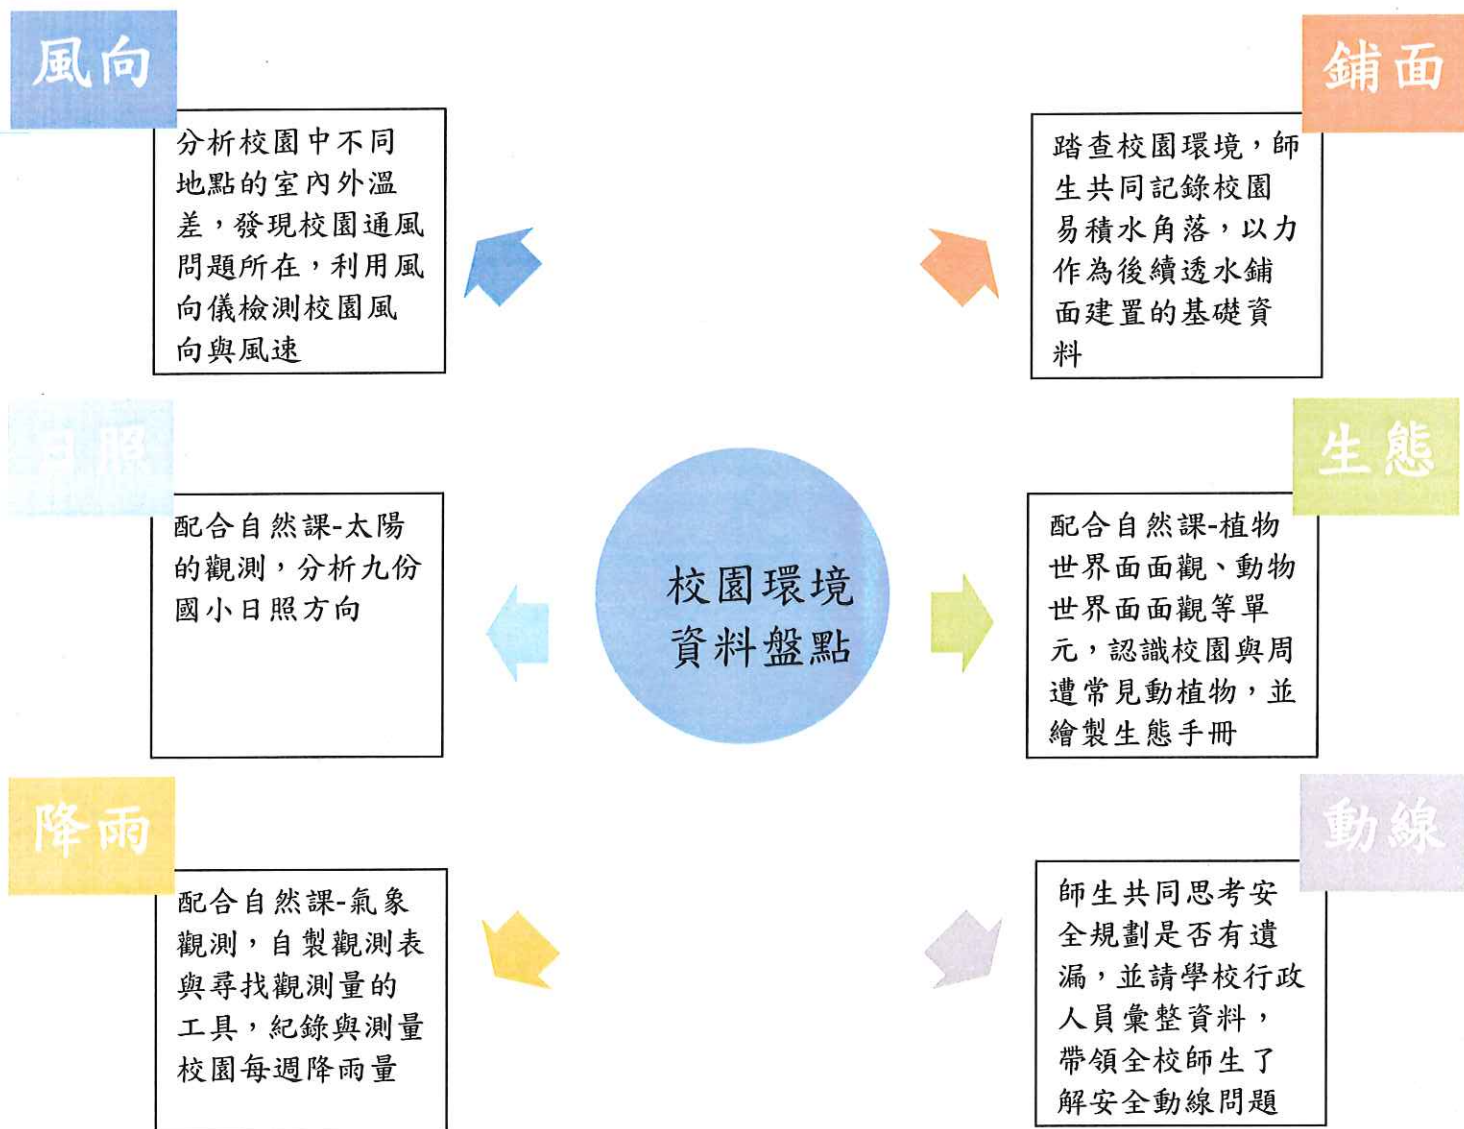 風向
分析校園中不同
地點的室內外溫
差，發現校園通風
問題所在，利用風
向儀檢測校園風
向與風速
鋪面
踏查校園環境，師
生共同記錄校園
易積水角落，以力
作為後續透水鋪
面建置的基礎資
料
日照
配合自然課-太陽
的觀測，分析九份
國小日照方向
校園環境
資料盤點
生態
配合自然課-植物
世界面面觀、動物
世界面面觀等單
元，認識校園與周
遭常見動植物，並
繪製生態手冊
降雨
配合自然課-氣象
觀測，自製觀測表
與尋找觀測量的
工具，紀錄與測量
校園每週降雨量
動線
師生共同思考安
全規劃是否有遺
漏，並請學校行政
人員彙整資料，
帶領全校師生了
解安全動線問題